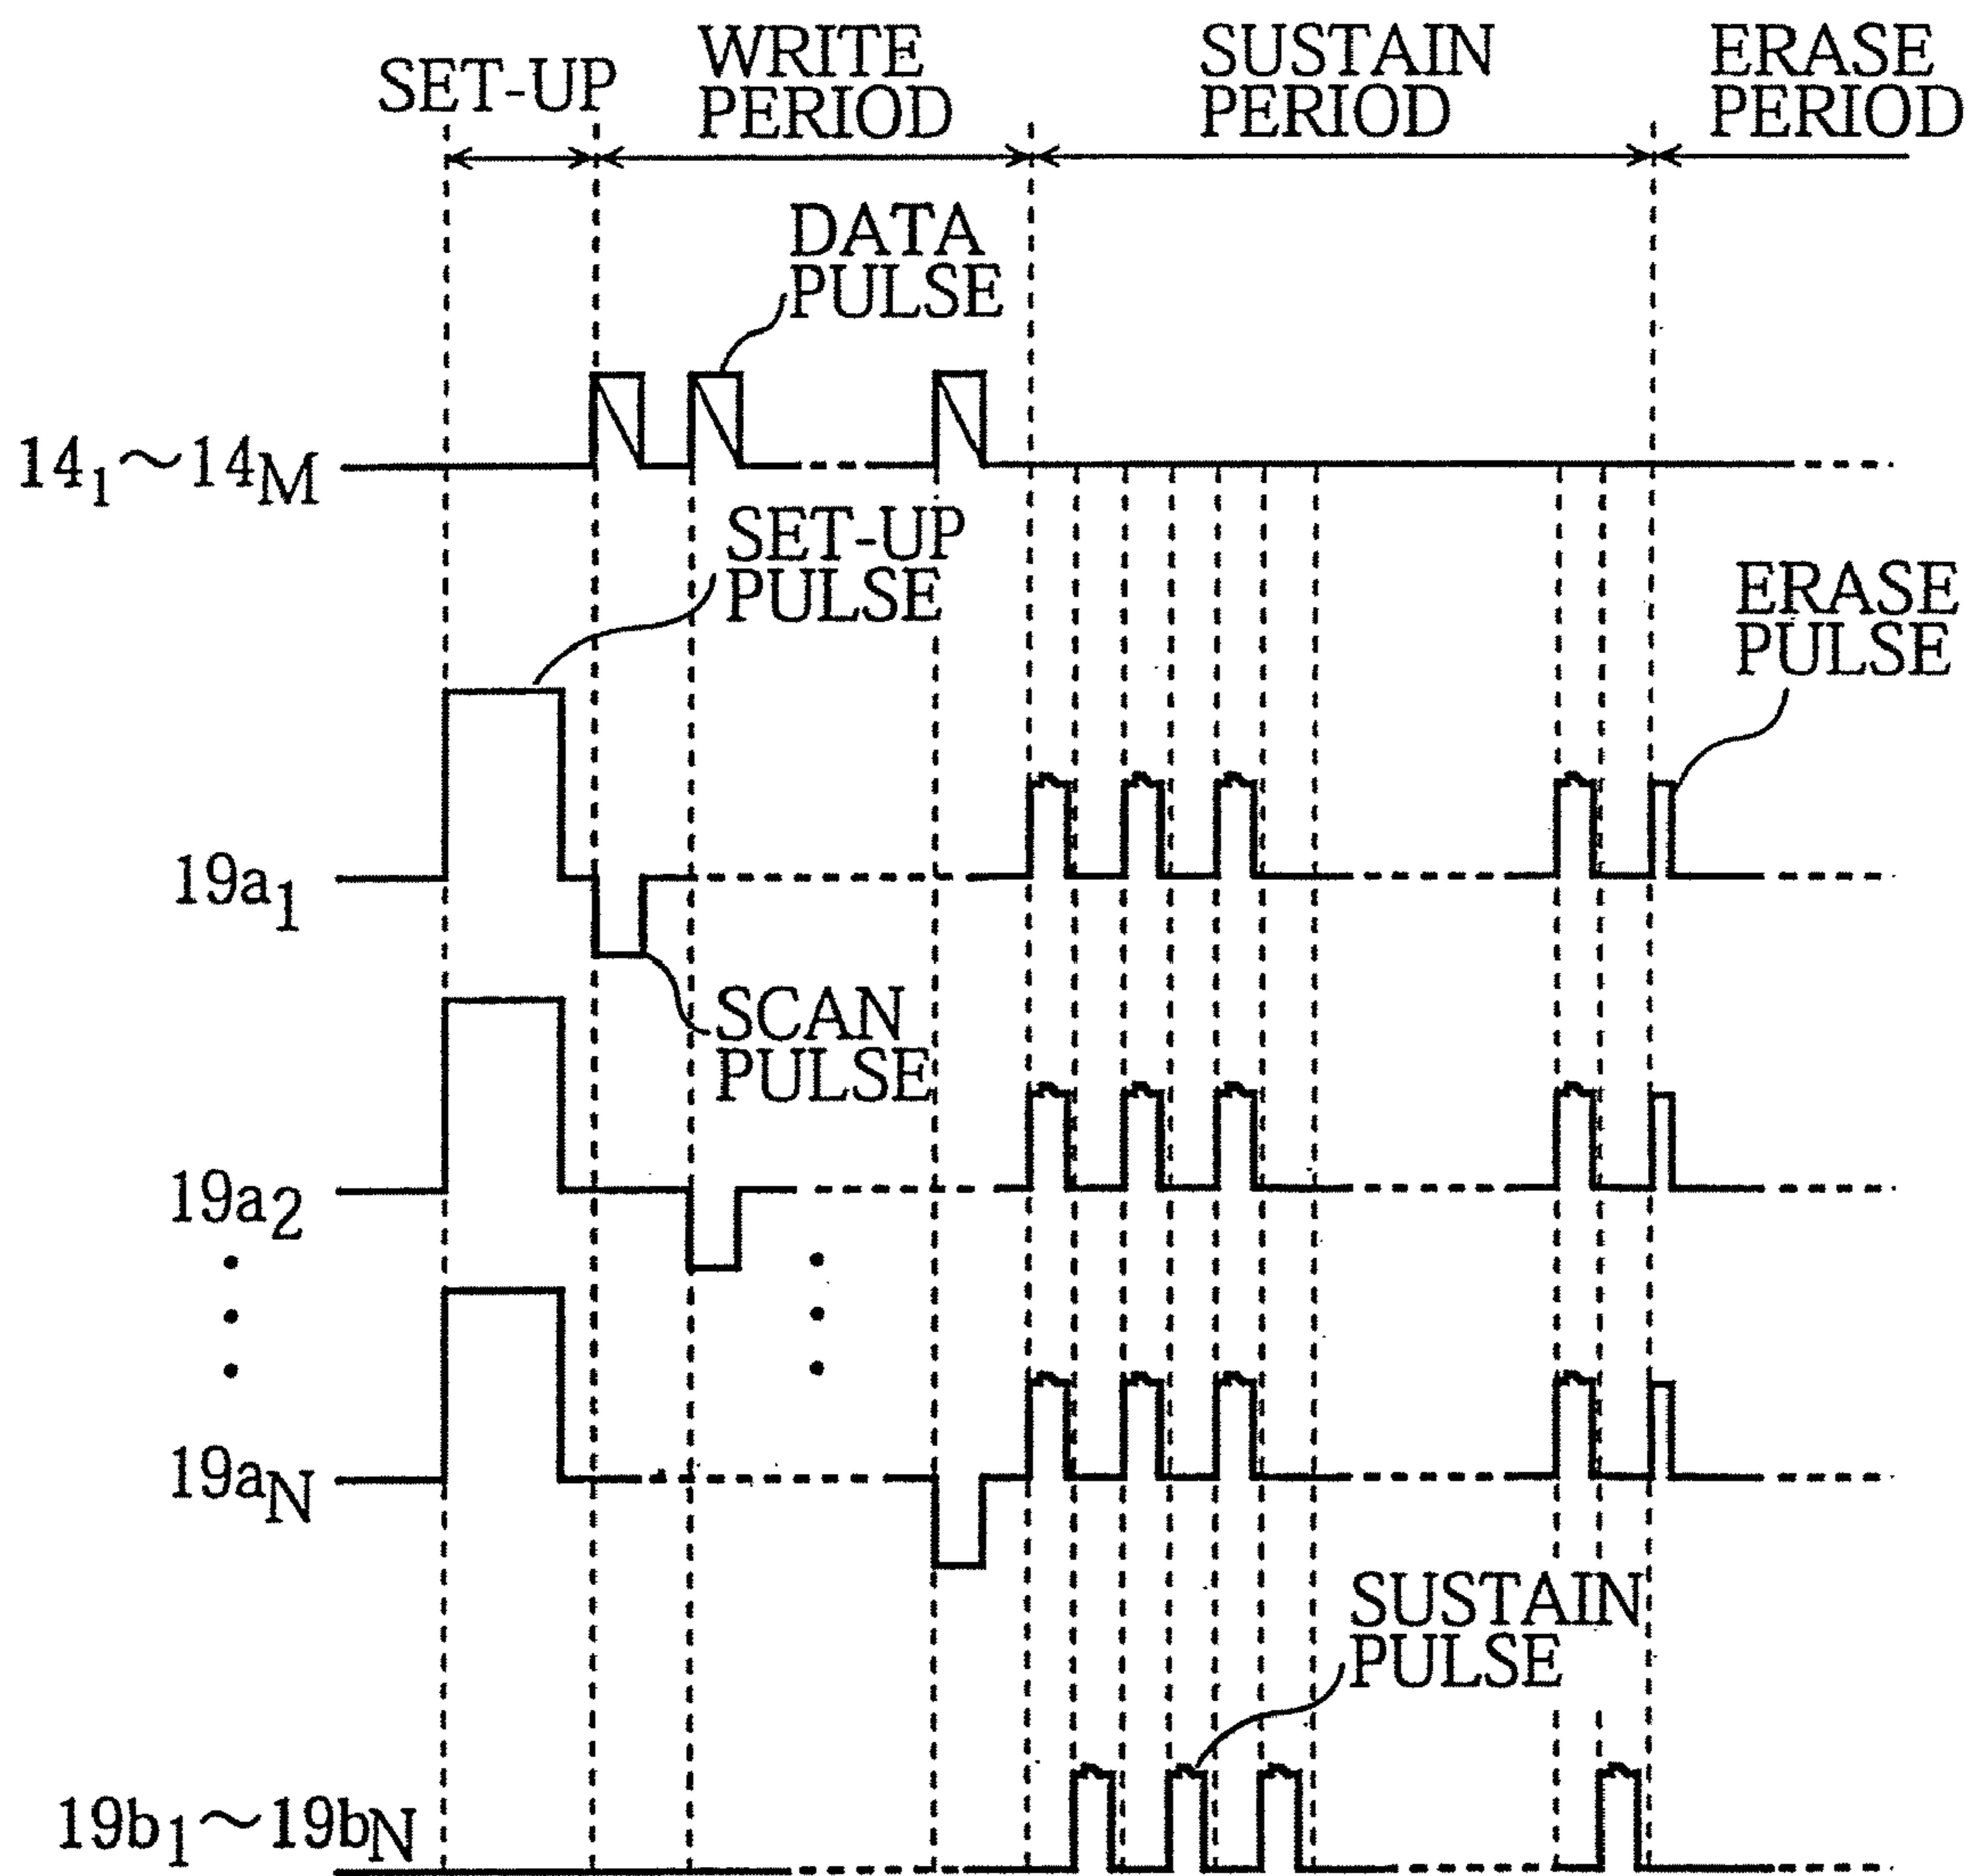 SET-UP
WRITE
PERIOD
SUSTAIN
PERIOD
ERASE
PERIOD
DATA
PULSE
14₁～14M
SET-UP
PULSE
ERASE
PULSE
19a₁
SCAN
PULSE
19a₂
19aN
SUSTAIN
PULSE
19b₁～19bN